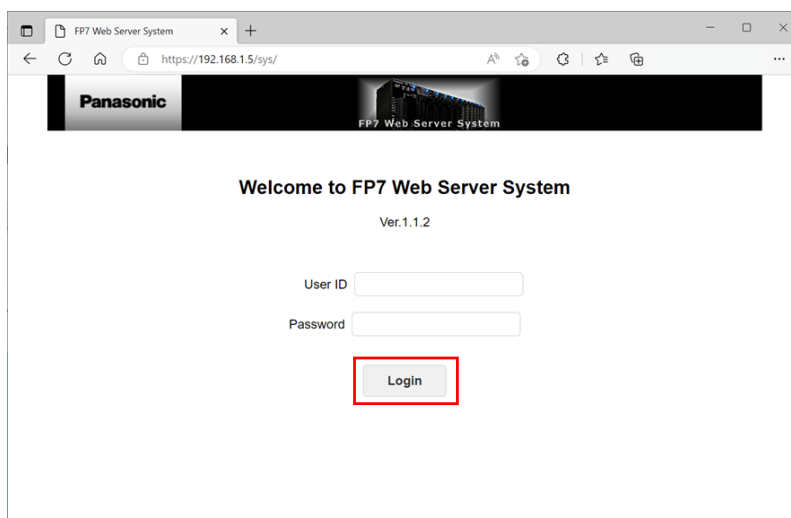 FP7 Web Server System
https://192.168.1.5/sys/
Panasonic
FP7 Web Server System
Welcome to FP7 Web Server System
Ver.1.1.2
User ID
Password
Login